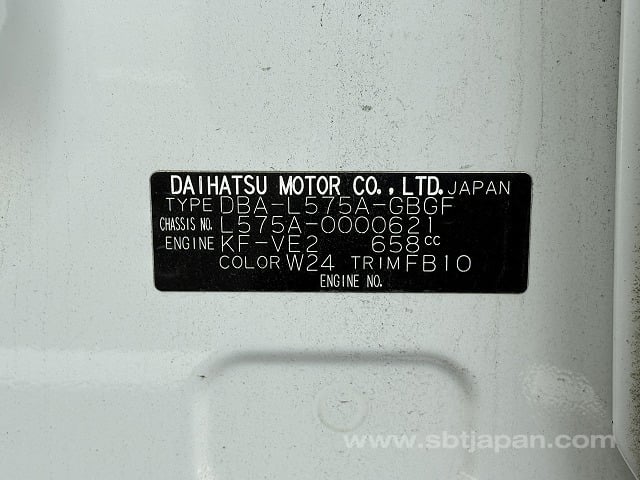 DAIHATSU MOTOR CO., LTD. JAPAN
TYPE DBA-L575A-GBGF
CHASSIS NO. L575A-0000621
ENGINE KF-VE2 658cc
COLOR W24 TRIM FB10
ENGINE NO.
www.sbtjapan.com